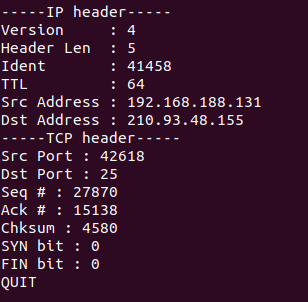 -----IP header-----
Version     : 4
Header Len  : 5
Ident       : 41458
TTL         : 64
Src Address : 192.168.188.131
Dst Address : 210.93.48.155
-----TCP header-----
Src Port : 42618
Dst Port : 25
Seq # : 27870
Ack # : 15138
Chksum : 4580
SYN bit : 0
FIN bit : 0
QUIT